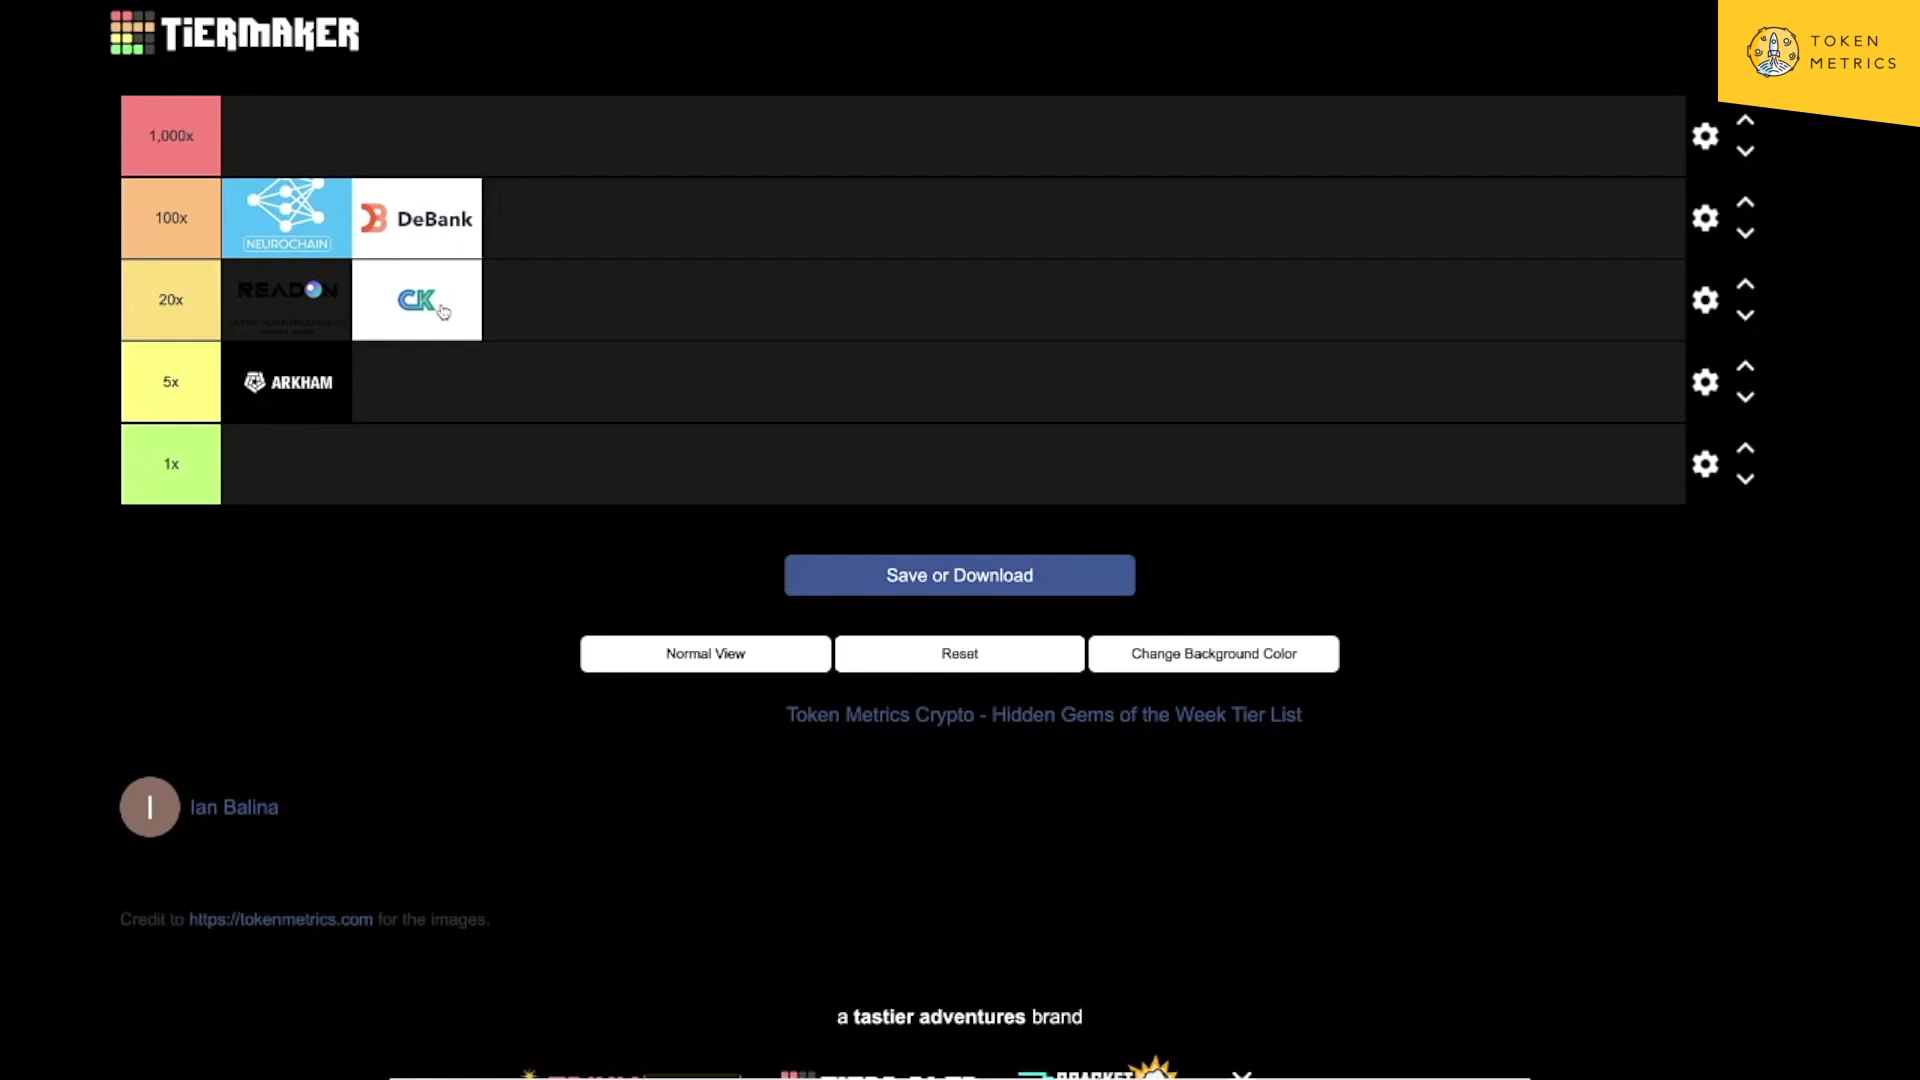 TiERMAKER
TOKEN
METRICS
1,000x
100x
NEUROCHAIN
DeBank
20x
READON
CK
5x
ARKHAM
1x
Save or Download
Normal View
Reset
Change Background Color
Token Metrics Crypto - Hidden Gems of the Week Tier List
I
Ian Balina
Credit to https://tokenmetrics.com for the images.
a tastier adventures brand
BRACKET